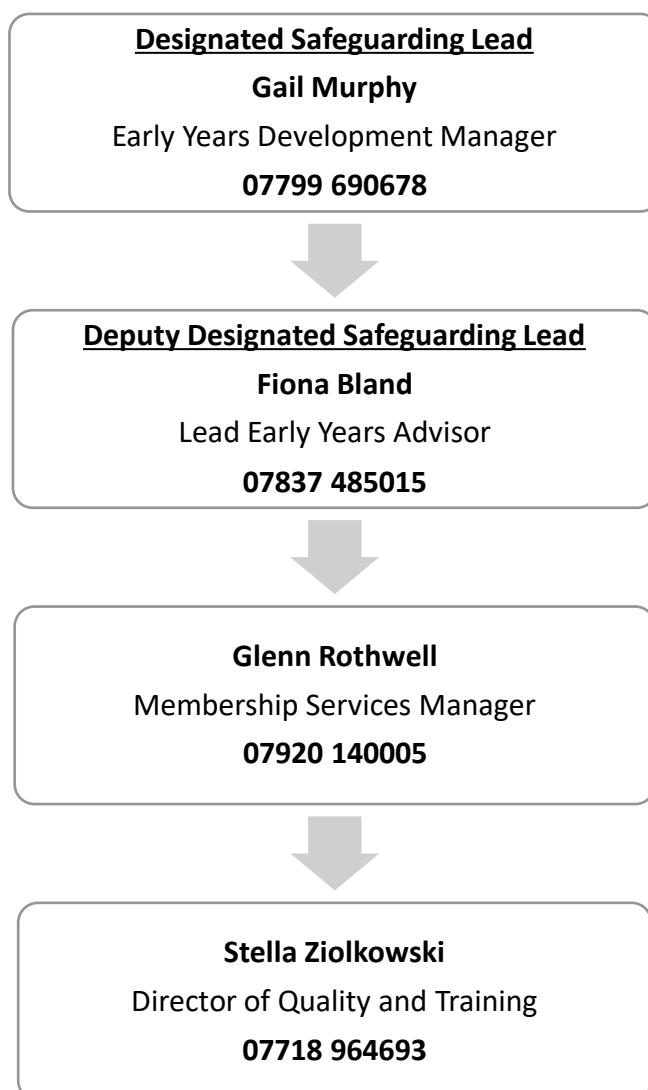 Designated Safeguarding Lead
Gail Murphy
Early Years Development Manager
07799 690678
Deputy Designated Safeguarding Lead
Fiona Bland
Lead Early Years Advisor
07837 485015
Glenn Rothwell
Membership Services Manager
07920 140005
Stella Ziolkowski
Director of Quality and Training
07718 964693